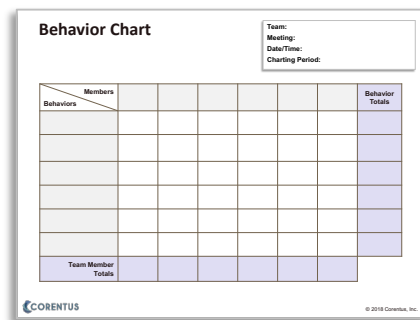 Behavior Chart
Team:
Meeting:
Date/Time:
Charting Period:
Members
Behaviors
Behavior
Totals
Team Member
Totals
CORENTUS
© 2018 Corentus, Inc.